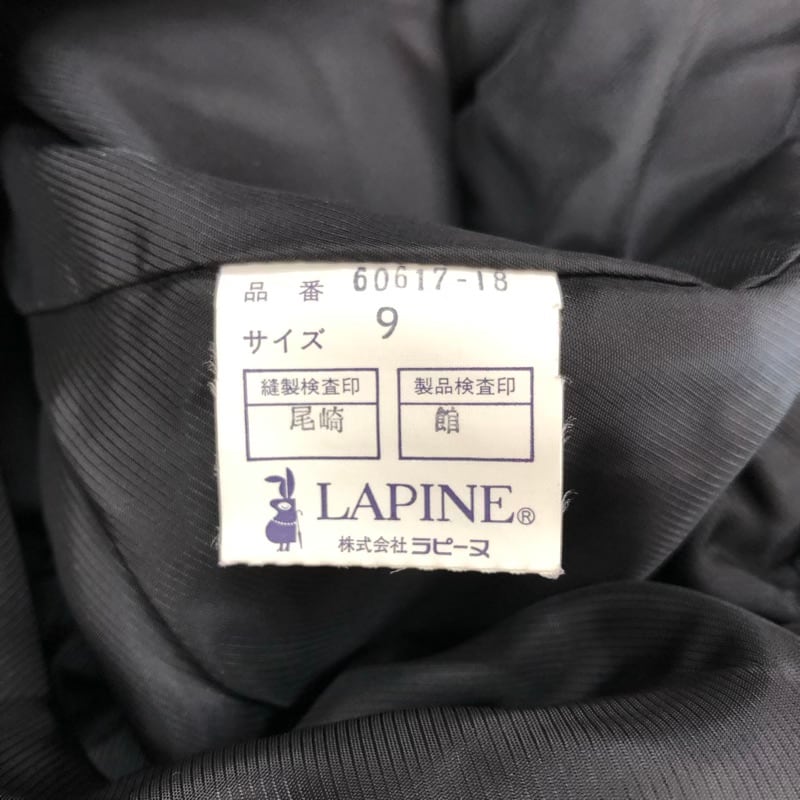 品番 60617-18
サイズ 9
縫製検査印 製品検査印
尾崎 館
LAPINE®
株式会社ラピーヌ